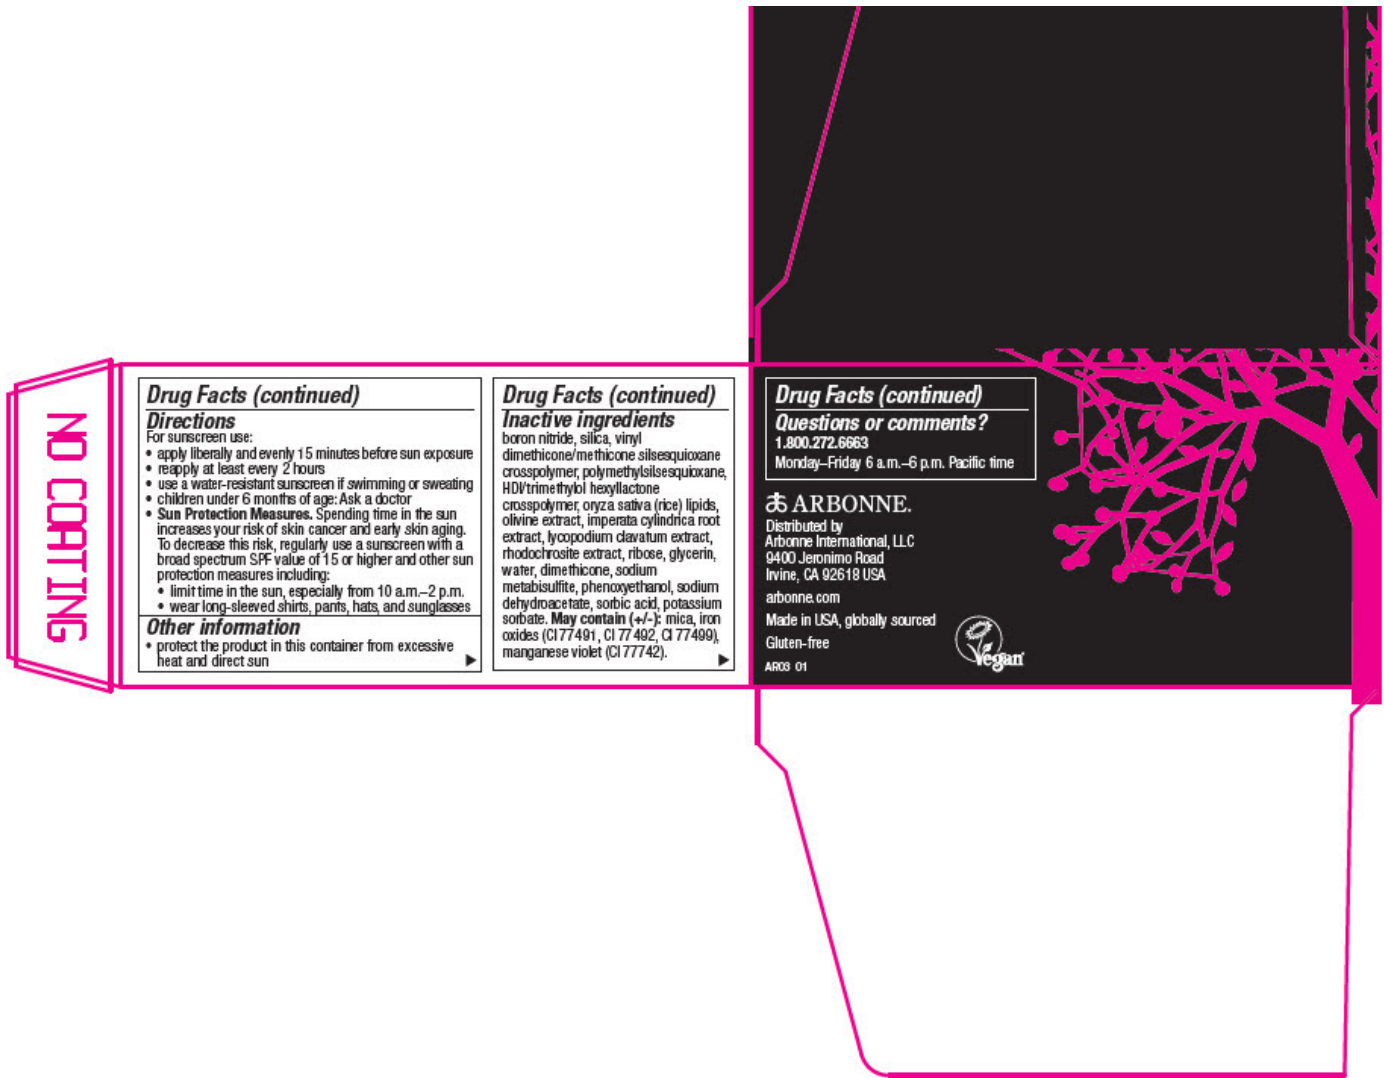 NO COATING
Drug Facts (continued)
Directions
For sunscreen use:
• apply liberally and evenly 15 minutes before sun exposure
• reapply at least every 2 hours
• use a water-resistant sunscreen if swimming or sweating
• children under 6 months of age: Ask a doctor
• Sun Protection Measures. Spending time in the sun
increases your risk of skin cancer and early skin aging.
To decrease this risk, regularly use a sunscreen with a
broad spectrum SPF value of 15 or higher and other sun
protection measures including:
• limit time in the sun, especially from 10 a.m.–2 p.m.
• wear long-sleeved shirts, pants, hats, and sunglasses
Other information
• protect the product in this container from excessive
heat and direct sun
Drug Facts (continued)
Inactive ingredients
boron nitride, silica, vinyl
dimethicone/methicone silsesquioxane
crosspolymer, polymethylsilsesquioxane,
HDI/trimethylol hexyllactone
crosspolymer, oryza sativa (rice) lipids,
olivine extract, imperata cylindrica root
extract, lycopodium clavatum extract,
rhodochrosite extract, ribose, glycerin,
water, dimethicone, sodium
metabisulfite, phenoxyethanol, sodium
dehydroacetate, sorbic acid, potassium
sorbate. May contain (+/-): mica, iron
oxides (CI 77491, CI 77492, CI 77499),
manganese violet (CI 77742).
Drug Facts (continued)
Questions or comments?
1.800.272.6663
Monday–Friday 6 a.m.–6 p.m. Pacific time
ARBONNE.
Distributed by
Arbonne International, LLC
9400 Jeronimo Road
Irvine, CA 92618 USA
arbonne.com
Made in USA, globally sourced
Gluten-free
AR03 01
Vegan